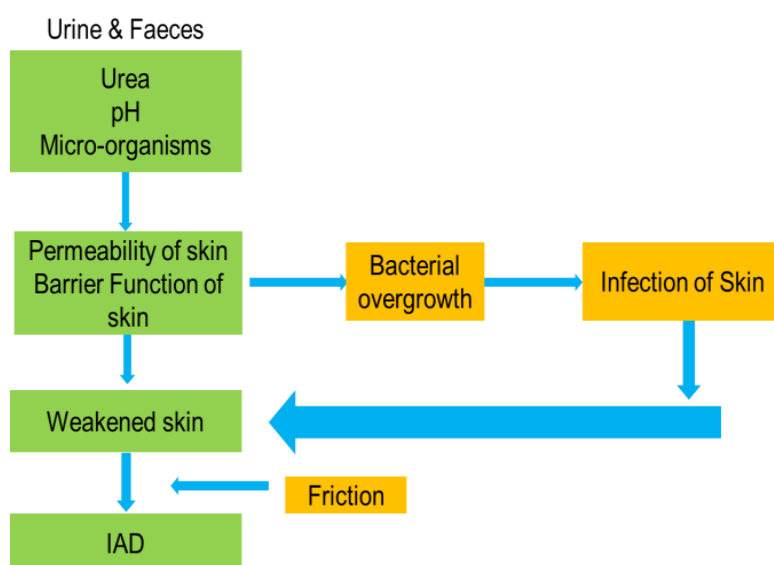 Urine & Faeces
Urea
pH
Micro-organisms
Permeability of skin
Barrier Function of
skin
Bacterial
overgrowth
Infection of Skin
Weakened skin
Friction
IAD